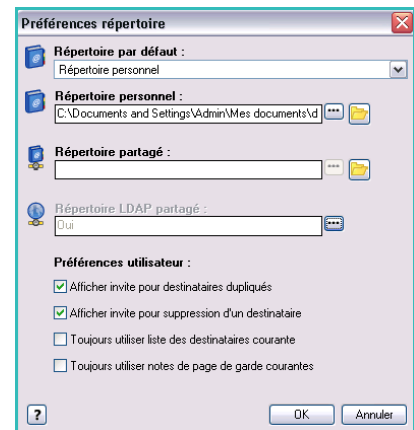 Préférences répertoire
Répertoire par défaut :
Répertoire personnel
Répertoire personnel :
C:\Documents and Settings\Admin\Mes documents\d
Répertoire partagé :
Répertoire LDAP partagé :
Oui
Préférences utilisateur :
Afficher invite pour destinataires dupliqués
Afficher invite pour suppression d'un destinataire
Toujours utiliser liste des destinataires courante
Toujours utiliser notes de page de garde courantes
? OK Annuler